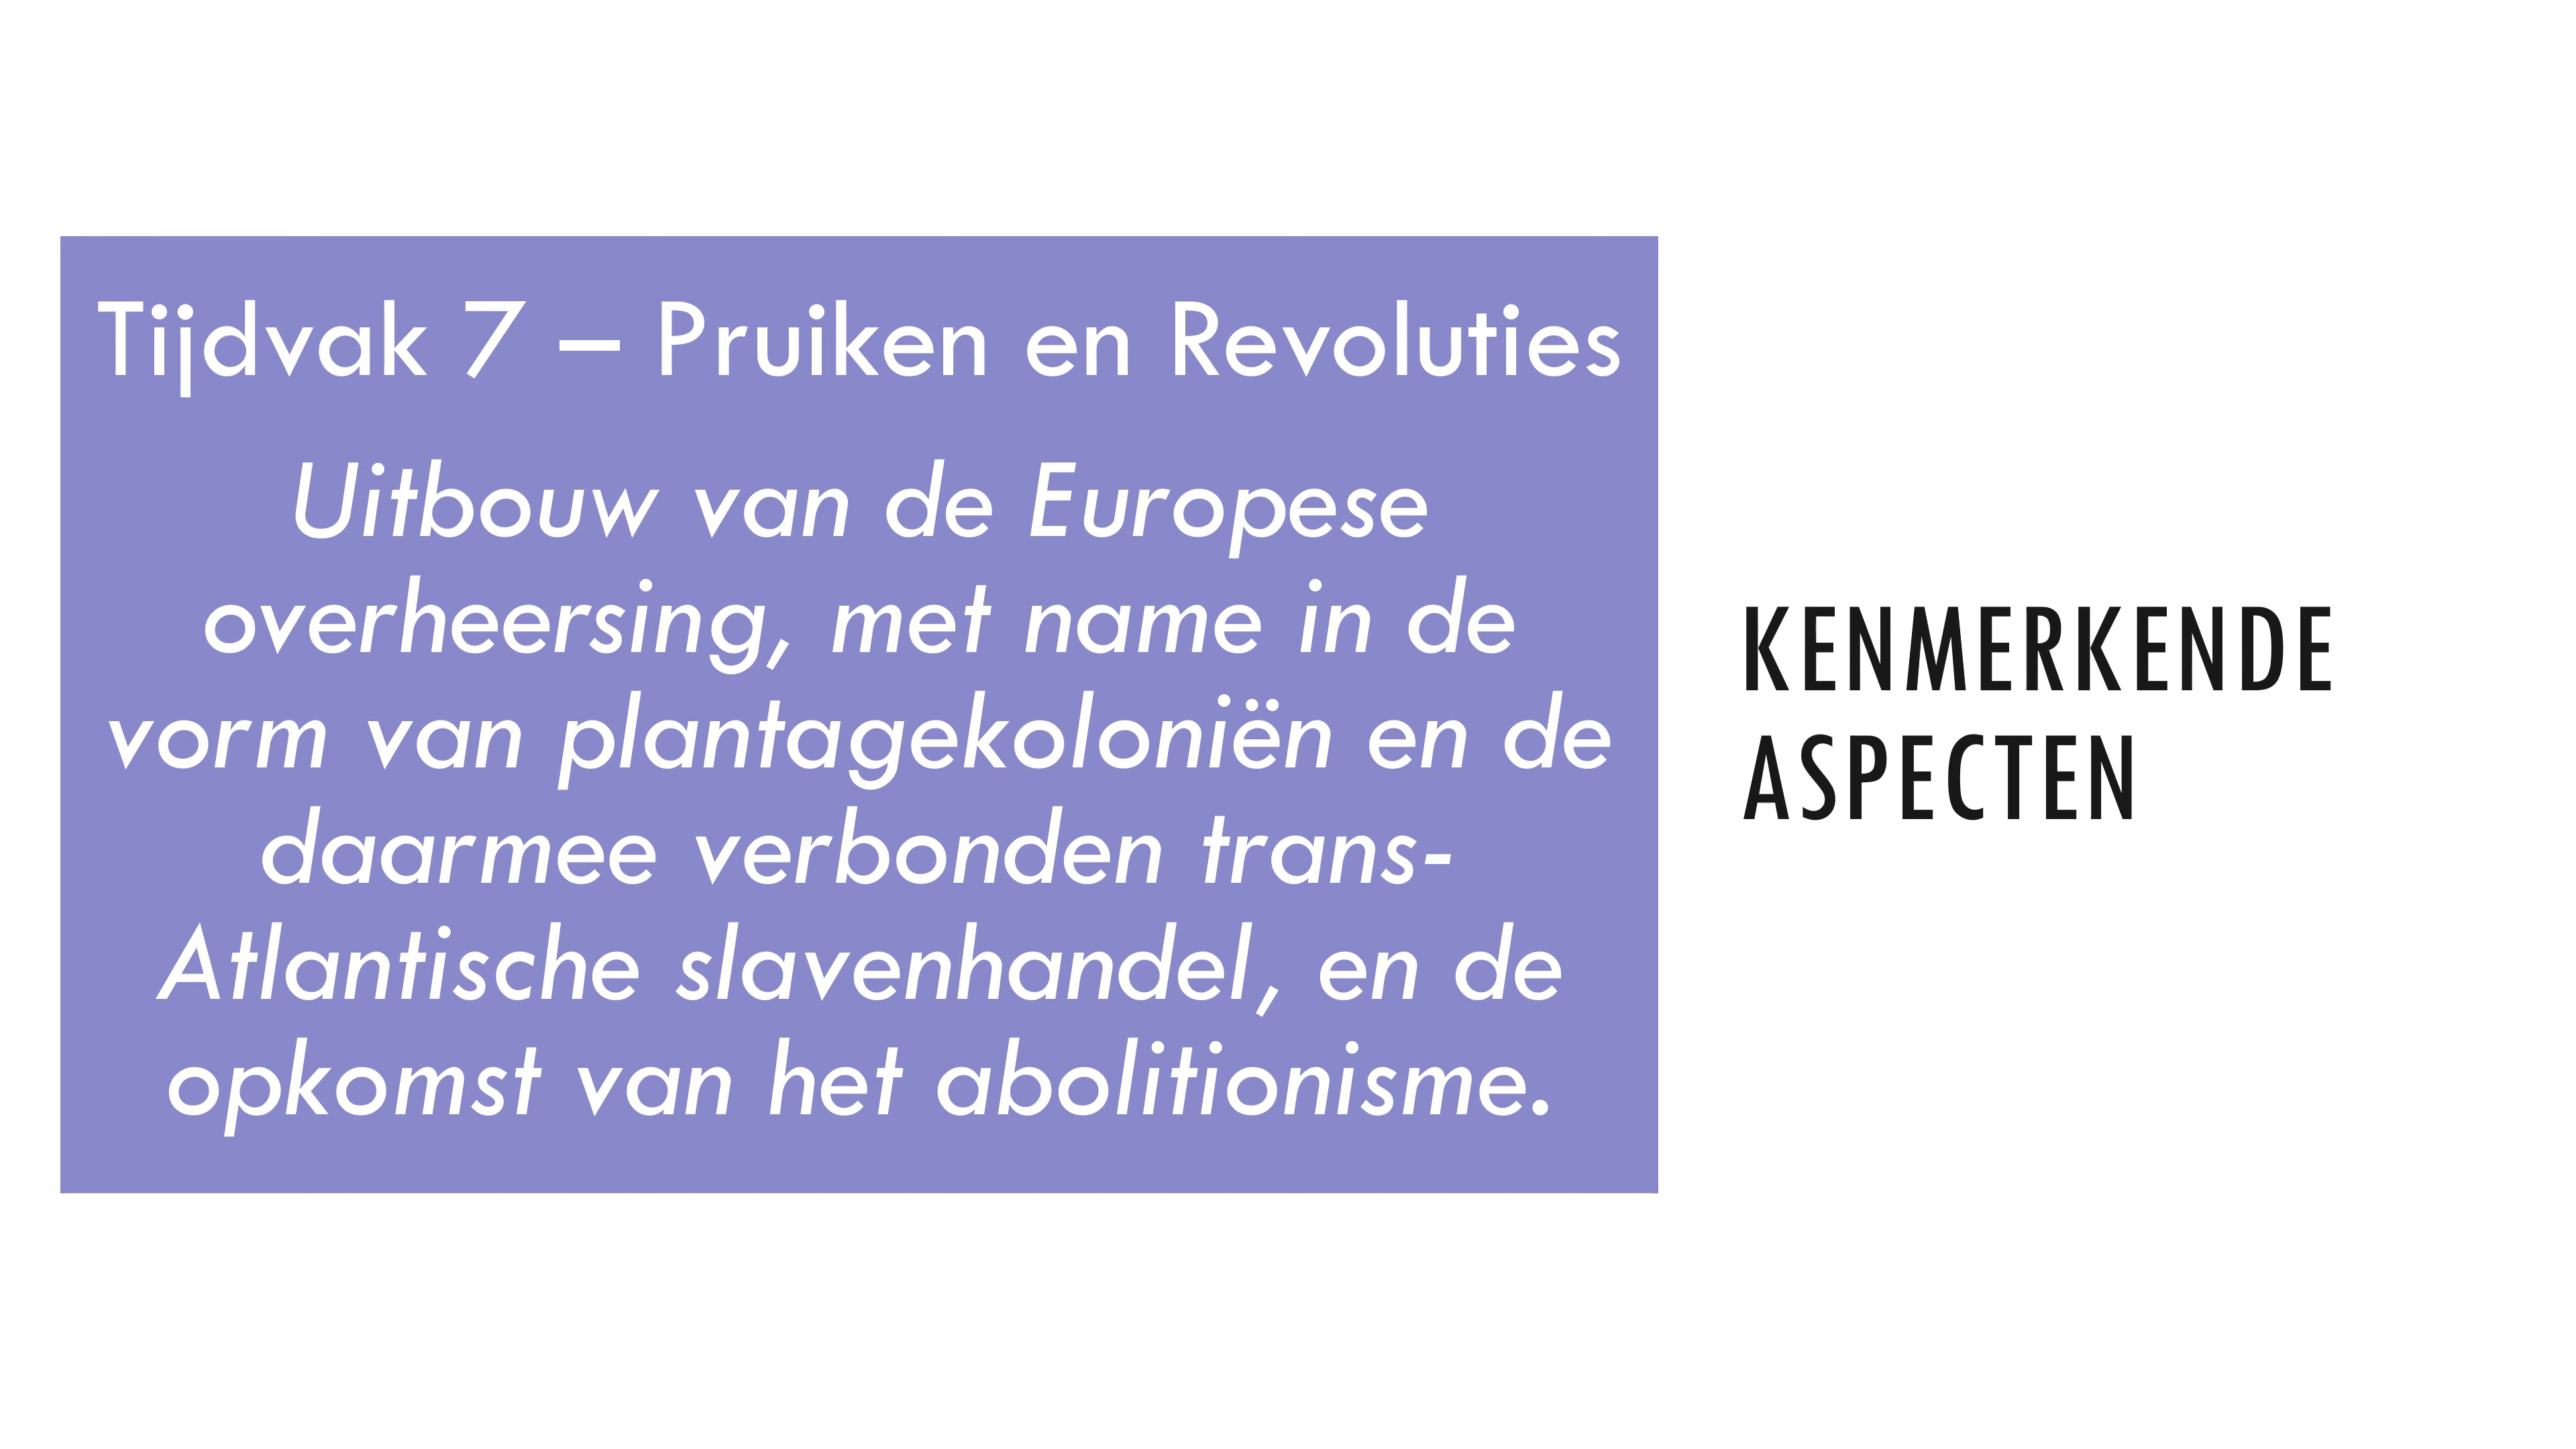 Tijdvak 7 – Pruiken en Revoluties
Uitbouw van de Europese
overheersing, met name in de
vorm van plantagekoloniën en de
daarmee verbonden trans-
Atlantische slavenhandel, en de
opkomst van het abolitionisme.
KENMERKENDE
ASPECTEN